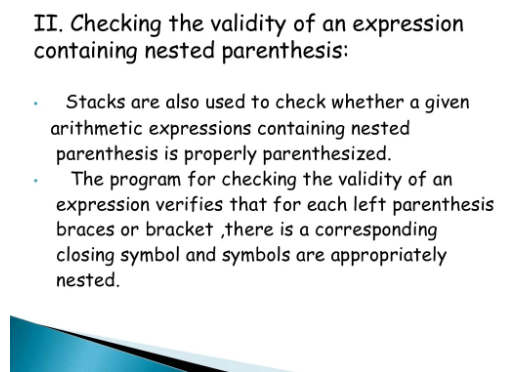 II. Checking the validity of an expression
containing nested parenthesis:
• Stacks are also used to check whether a given
arithmetic expressions containing nested
parenthesis is properly parenthesized.
• The program for checking the validity of an
expression verifies that for each left parenthesis
braces or bracket ,there is a corresponding
closing symbol and symbols are appropriately
nested.